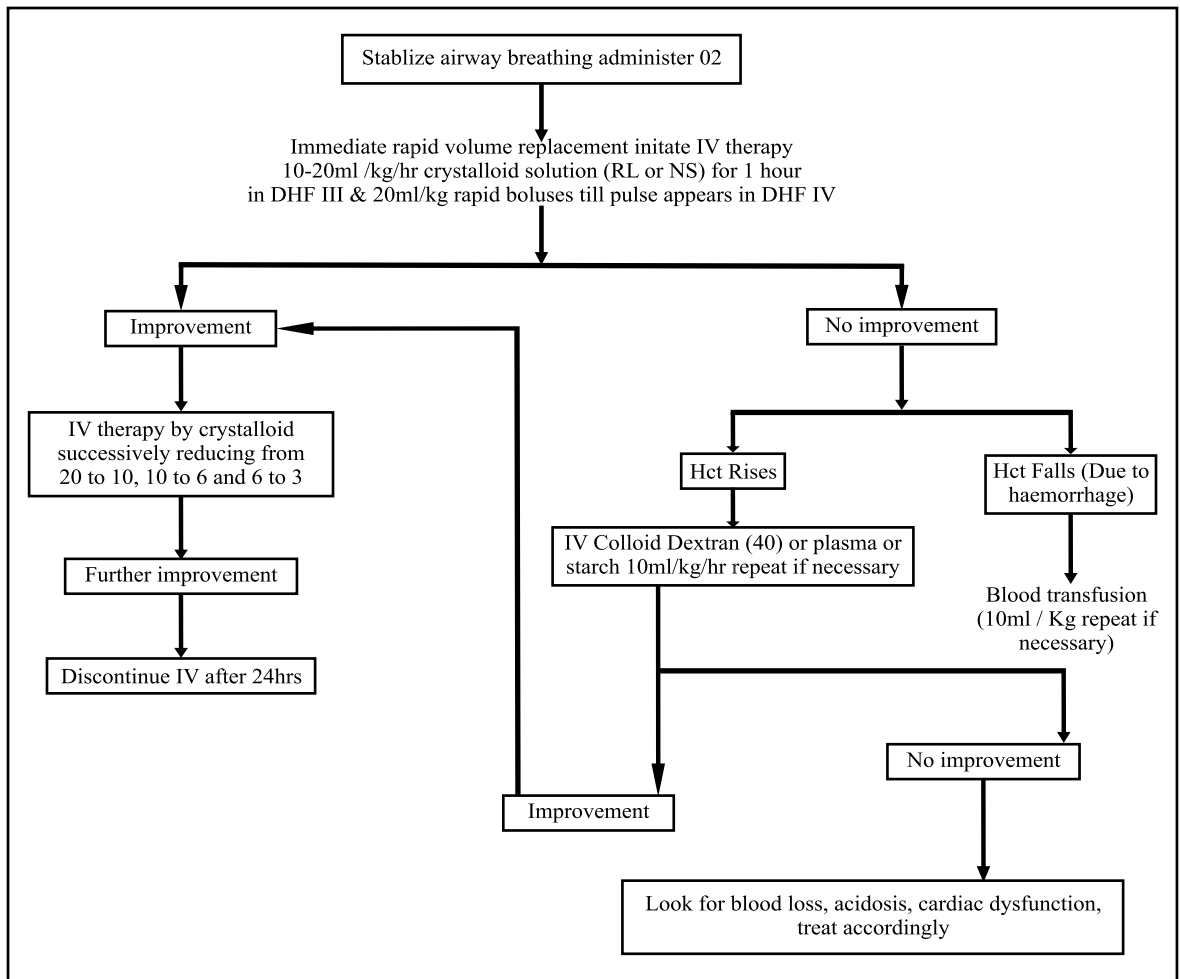 Stablize airway breathing administer 02
Immediate rapid volume replacement initate IV therapy
10-20ml /kg/hr crystalloid solution (RL or NS) for 1 hour
in DHF III & 20ml/kg rapid boluses till pulse appears in DHF IV
Improvement
IV therapy by crystalloid
successively reducing from
20 to 10, 10 to 6 and 6 to 3
Further improvement
Discontinue IV after 24hrs
No improvement
Hct Rises
IV Colloid Dextran (40) or plasma or
starch 10ml/kg/hr repeat if necessary
Hct Falls (Due to
haemorrhage)
Blood transfusion
(10ml / Kg repeat if
necessary)
Improvement
No improvement
Look for blood loss, acidosis, cardiac dysfunction,
treat accordingly